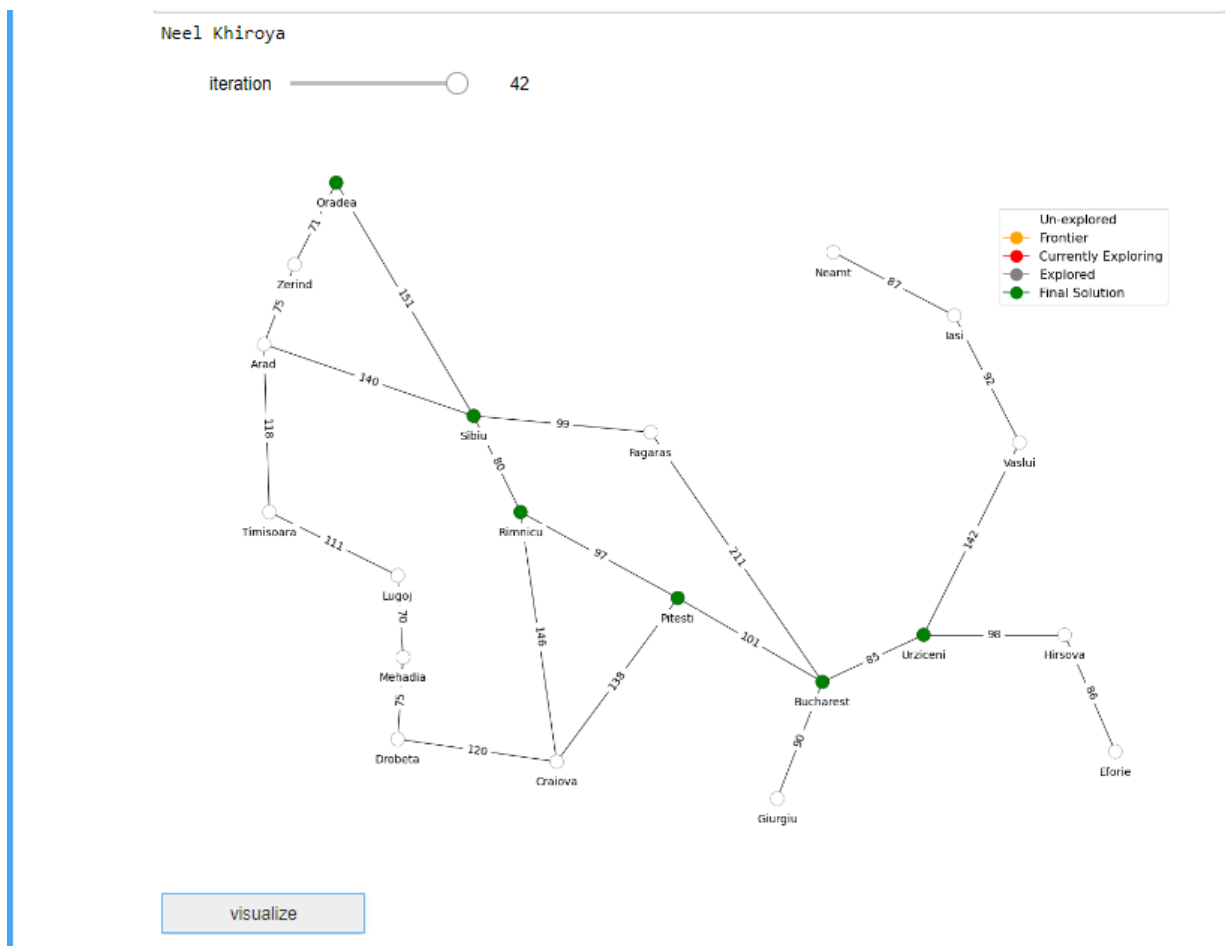 Neel Khiroya
iteration 42
Oradea
71
Zerind
75
151
Arad
140
118
Sibiu
99
Fagaras
80
Timisoara
111
Rimnicu
97
211
Lugoj
70
146
Pitesti
101
Mehadia
75
138
Drobeta
120
Craiova
Bucharest
90
Giurgiu
85
Urziceni
98
Hirsova
86
Eforie
142
Vaslui
92
Iasi
87
Neamt
Un-explored
Frontier
Currently Exploring
Explored
Final Solution
visualize